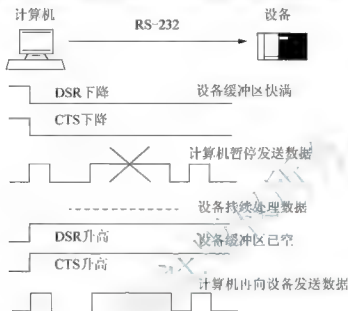 计算机
RS-232
设备
DSR下降
设备缓冲区快满
CTS下降
计算机暂停发送数据
设备持续处理数据
DSR升高
设备缓冲区已空
CTS升高
计算机再向设备发送数据